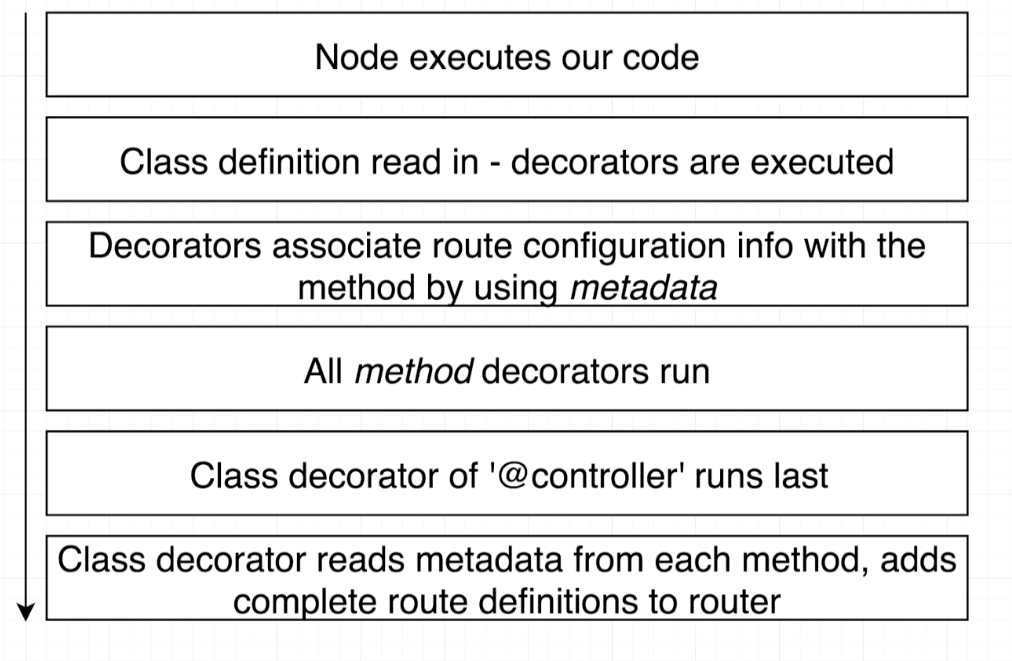 Node executes our code
Class definition read in - decorators are executed
Decorators associate route configuration info with the
method by using metadata
All method decorators run
Class decorator of '@controller' runs last
Class decorator reads metadata from each method, adds
complete route definitions to router